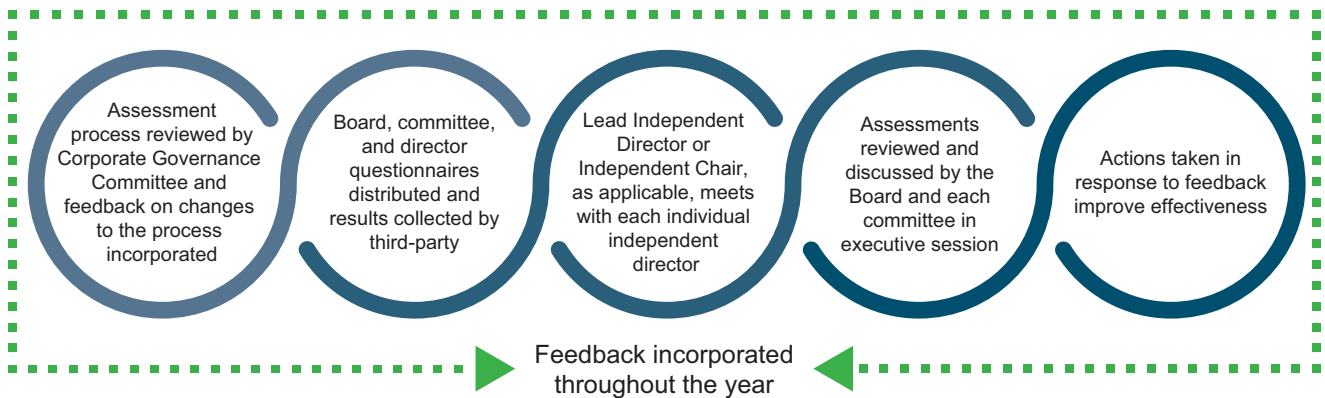 Assessment
process reviewed by
Corporate Governance
Committee and
feedback on changes
to the process
incorporated
Board, committee,
and director
questionnaires
distributed and
results collected by
third-party
Lead Independent
Director or
Independent Chair,
as applicable, meets
with each individual
independent
director
Assessments
reviewed and
discussed by the
Board and each
committee in
executive session
Actions taken in
response to feedback
improve effectiveness
Feedback incorporated
throughout the year